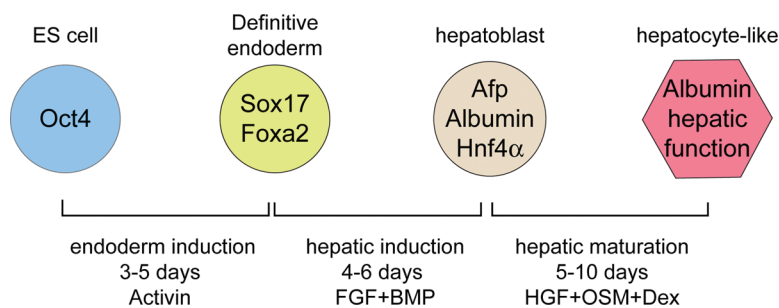 ES cell
Definitive
endoderm
hepatoblast
hepatocyte-like
Oct4
Sox17
Foxa2
Afp
Albumin
Hnf4α
Albumin
hepatic
function
endoderm induction
3-5 days
Activin
hepatic induction
4-6 days
FGF+BMP
hepatic maturation
5-10 days
HGF+OSM+Dex